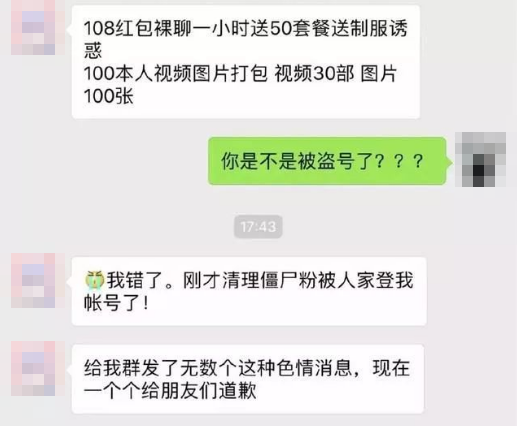 108红包裸聊一小时送50套餐送制服诱
惑
100本人视频图片打包 视频30部 图片
100张
你是不是被盗号了？？？
17:43
我错了。刚才清理僵尸粉被人家登我
帐号了！
给我群发了无数个这种色情消息，现在
一个个给朋友们道歉